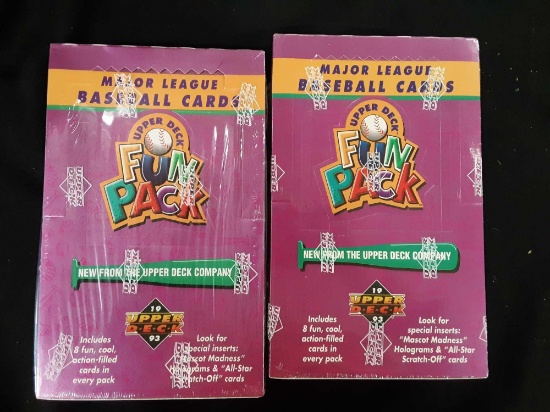 MAJOR LEAGUE
BASEBALL CARDS
UPPER DECK
FUN
PACK
NEW FROM THE UPPER DECK COMPANY
19
UPPER
DECK
93
Includes
8 fun, cool,
action-filled
cards in
every pack
Look for
special inserts:
"Mascot Madness"
Holograms & "All-Star
Scratch-Off" cards
MAJOR LEAGUE
BASEBALL CARDS
UPPER DECK
FUN
PACK
NEW FROM THE UPPER DECK COMPANY
19
UPPER
DECK
93
Includes
8 fun, cool,
action-filled
cards in
every pack
Look for
special inserts:
"Mascot Madness"
Holograms & "All-Star
Scratch-Off" cards